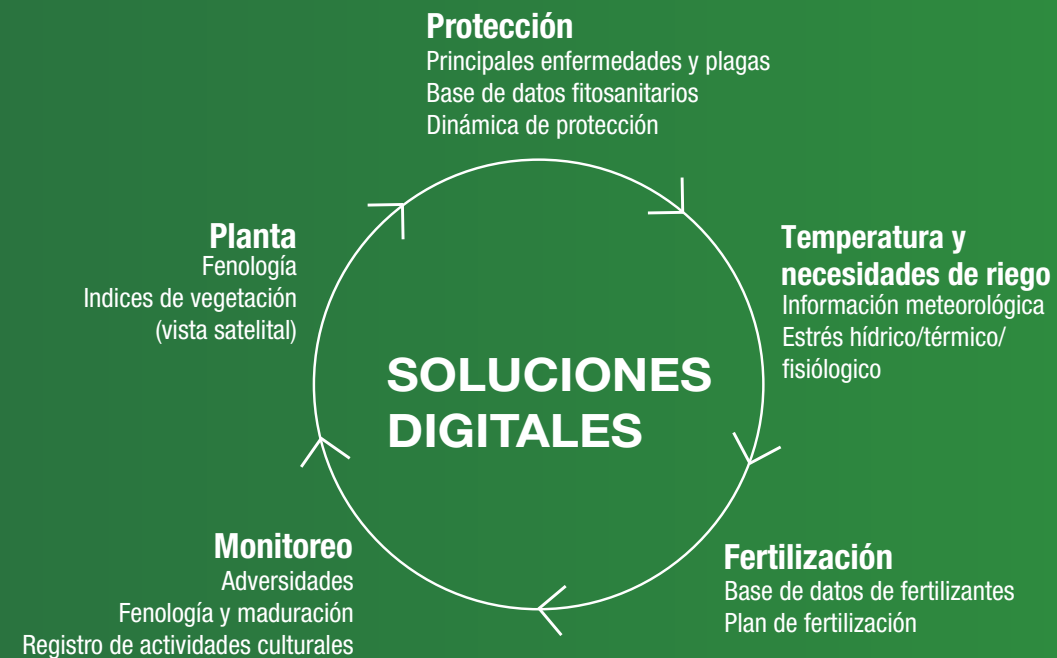 Protección
Principales enfermedades y plagas
Base de datos fitosanitarios
Dinámica de protección
Temperatura y
necesidades de riego
Información meteorológica
Estrés hídrico/térmico/
fisiólogico
Fertilización
Base de datos de fertilizantes
Plan de fertilización
Monitoreo
Adversidades
Fenología y maduración
Registro de actividades culturales
Planta
Fenología
Indices de vegetación
(vista satelital)
SOLUCIONES
DIGITALES